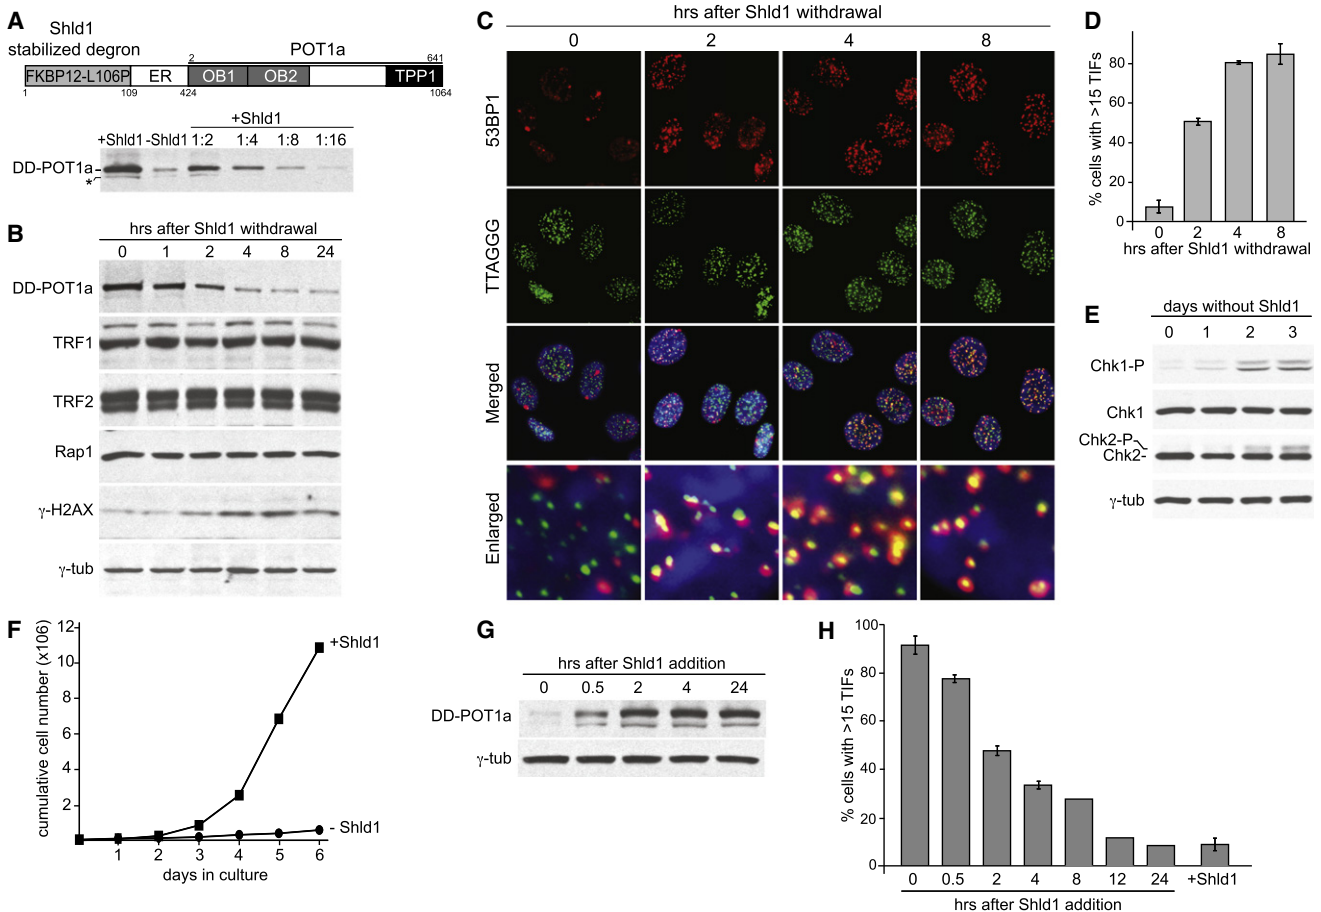 A
Shld1
stabilized degron
POT1a
2
641
FKBP12-L106P
ER
OB1
OB2
TPP1
1
109
424
1064
+Shld1
+Shld1 -Shld1 1:2 1:4 1:8 1:16
DD-POT1a
*
B
hrs after Shld1 withdrawal
0 1 2 4 8 24
DD-POT1a
TRF1
TRF2
Rap1
γ-H2AX
γ-tub
C
hrs after Shld1 withdrawal
0 2 4 8
53BP1
TTAGGG
Merged
Enlarged
D
% cells with >15 TIFs
80
60
40
20
0
0 2 4 8
hrs after Shld1 withdrawal
E
days without Shld1
0 1 2 3
Chk1-P
Chk1
Chk2-P
Chk2-
γ-tub
F
cumulative cell number (x106)
12
10
8
6
4
2
+Shld1
- Shld1
1 2 3 4 5 6
days in culture
G
hrs after Shld1 addition
0 0.5 2 4 24
DD-POT1a
γ-tub
H
% cells with >15 TIFs
100
80
60
40
20
0
0 0.5 2 4 8 12 24 +Shld1
hrs after Shld1 addition